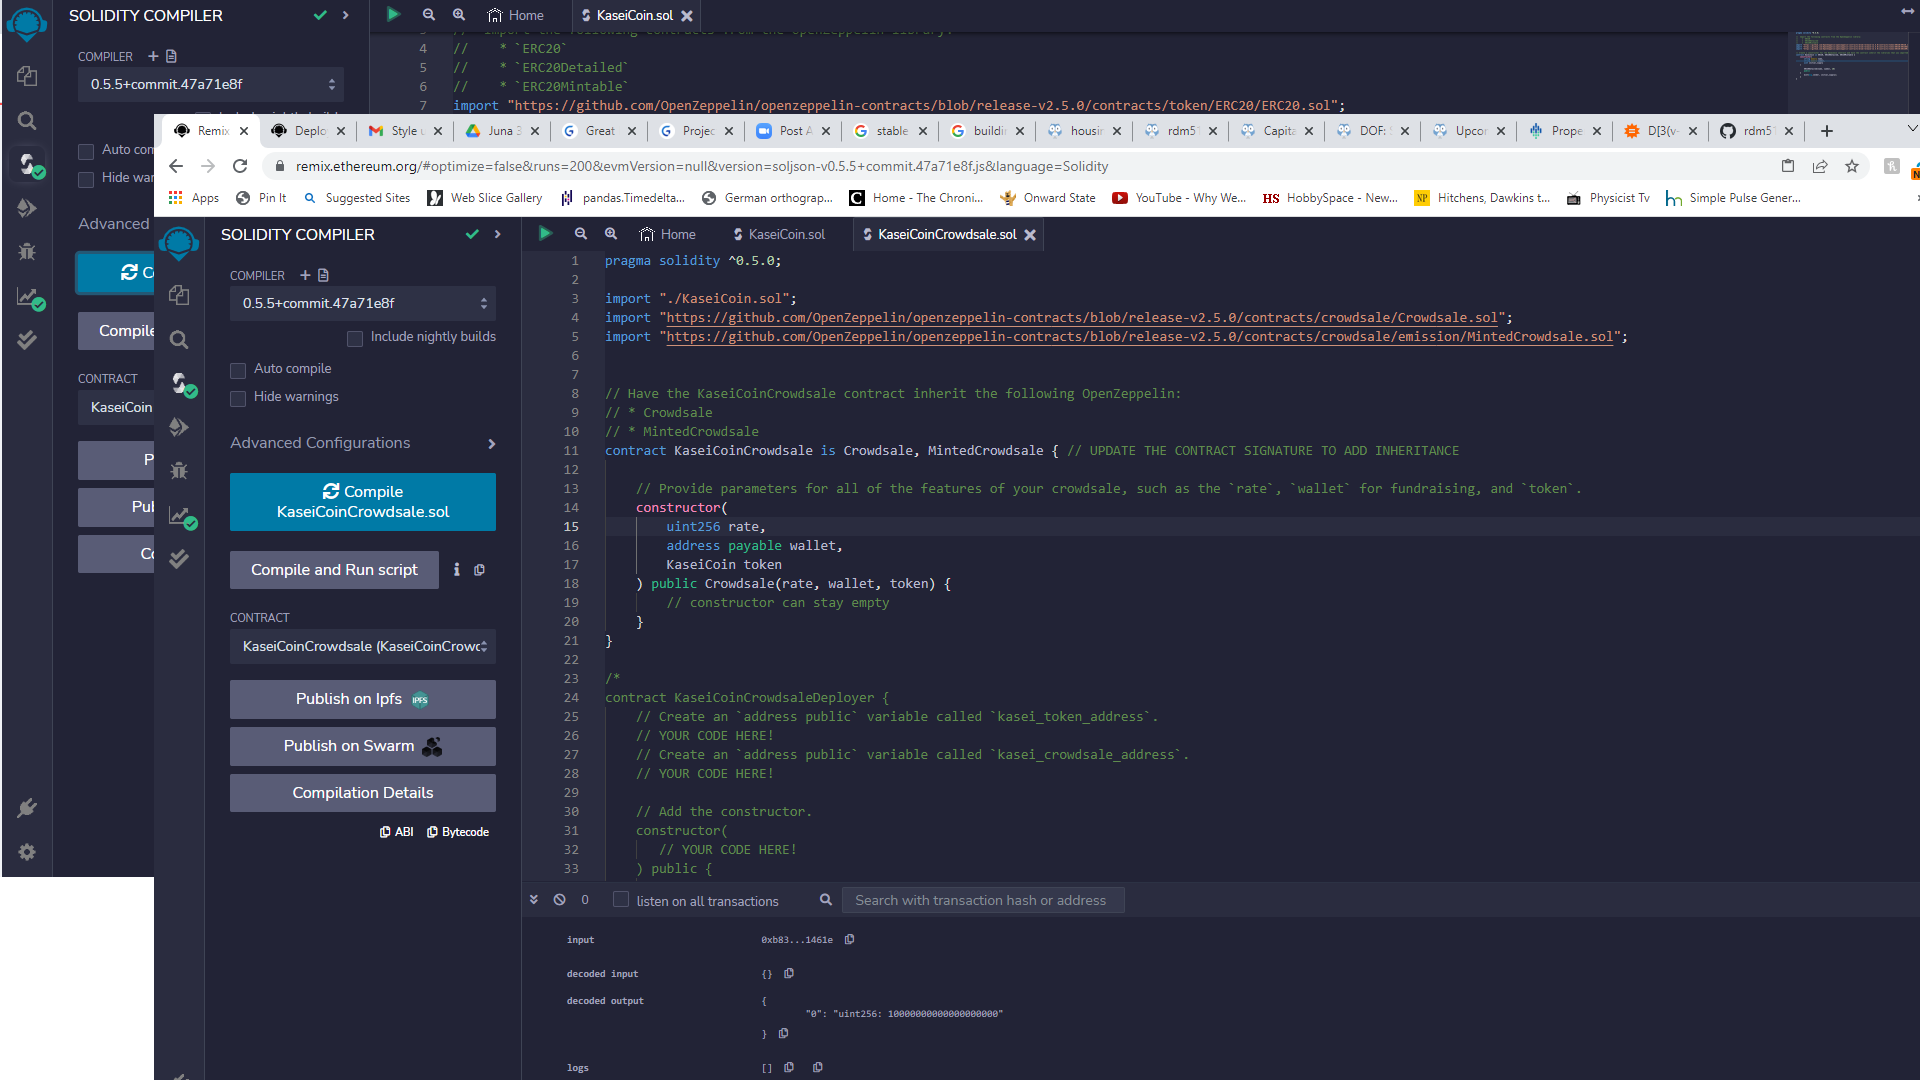 SOLIDITY COMPILER
Home
KaseiCoin.sol
COMPILER
0.5.5+commit.47a71e8f
4 // * `ERC20`
5 // * `ERC20Detailed`
6 // * `ERC20Mintable`
7 import "https://github.com/OpenZeppelin/openzeppelin-contracts/blob/release-v2.5.0/contracts/token/ERC20/ERC20.sol";
Auto com
Hide war
Advanced
C
Compile
CONTRACT
KaseiCoin
P
Pul
Co
Remix
Deplo
Style u
Juna 3
Great
Projec
Post A
stable
buildin
housin
rdm51
Capita
DOF: S
Upcor
Prope
D[3(v-
rdm51
remix.ethereum.org/#optimize=false&runs=200&evmVersion=null&version=soljson-v0.5.5+commit.47a71e8f.js&language=Solidity
Apps
Pin It
Suggested Sites
Web Slice Gallery
pandas.Timedelta...
German orthograp...
Home - The Chroni...
Onward State
YouTube - Why We...
HS HobbySpace - New...
NP Hitchens, Dawkins t...
Physicist Tv
Simple Pulse Gener...
SOLIDITY COMPILER
Home
KaseiCoin.sol
KaseiCoinCrowdsale.sol
COMPILER
0.5.5+commit.47a71e8f
Include nightly builds
Auto compile
Hide warnings
Advanced Configurations
Compile
KaseiCoinCrowdsale.sol
Compile and Run script
CONTRACT
KaseiCoinCrowdsale (KaseiCoinCrowd
Publish on Ipfs IPFS
Publish on Swarm
Compilation Details
ABI Bytecode
1 pragma solidity ^0.5.0;
2
3 import "./KaseiCoin.sol";
4 import "https://github.com/OpenZeppelin/openzeppelin-contracts/blob/release-v2.5.0/contracts/crowdsale/Crowdsale.sol";
5 import "https://github.com/OpenZeppelin/openzeppelin-contracts/blob/release-v2.5.0/contracts/crowdsale/emission/MintedCrowdsale.sol";
6
7
8 // Have the KaseiCoinCrowdsale contract inherit the following OpenZeppelin:
9 // * Crowdsale
10 // * MintedCrowdsale
11 contract KaseiCoinCrowdsale is Crowdsale, MintedCrowdsale { // UPDATE THE CONTRACT SIGNATURE TO ADD INHERITANCE
12
13 // Provide parameters for all of the features of your crowdsale, such as the `rate`, `wallet` for fundraising, and `token`.
14 constructor(
15 uint256 rate,
16 address payable wallet,
17 KaseiCoin token
18 ) public Crowdsale(rate, wallet, token) {
19 // constructor can stay empty
20 }
21 }
22
23 /*
24 contract KaseiCoinCrowdsaleDeployer {
25 // Create an `address public` variable called `kasei_token_address`.
26 // YOUR CODE HERE!
27 // Create an `address public` variable called `kasei_crowdsale_address`.
28 // YOUR CODE HERE!
29
30 // Add the constructor.
31 constructor(
32 // YOUR CODE HERE!
33 ) public {
0
listen on all transactions
Search with transaction hash or address
input 0xb83...1461e
decoded input {}
decoded output {
"0": "uint256: 10000000000000000000"
}
logs []